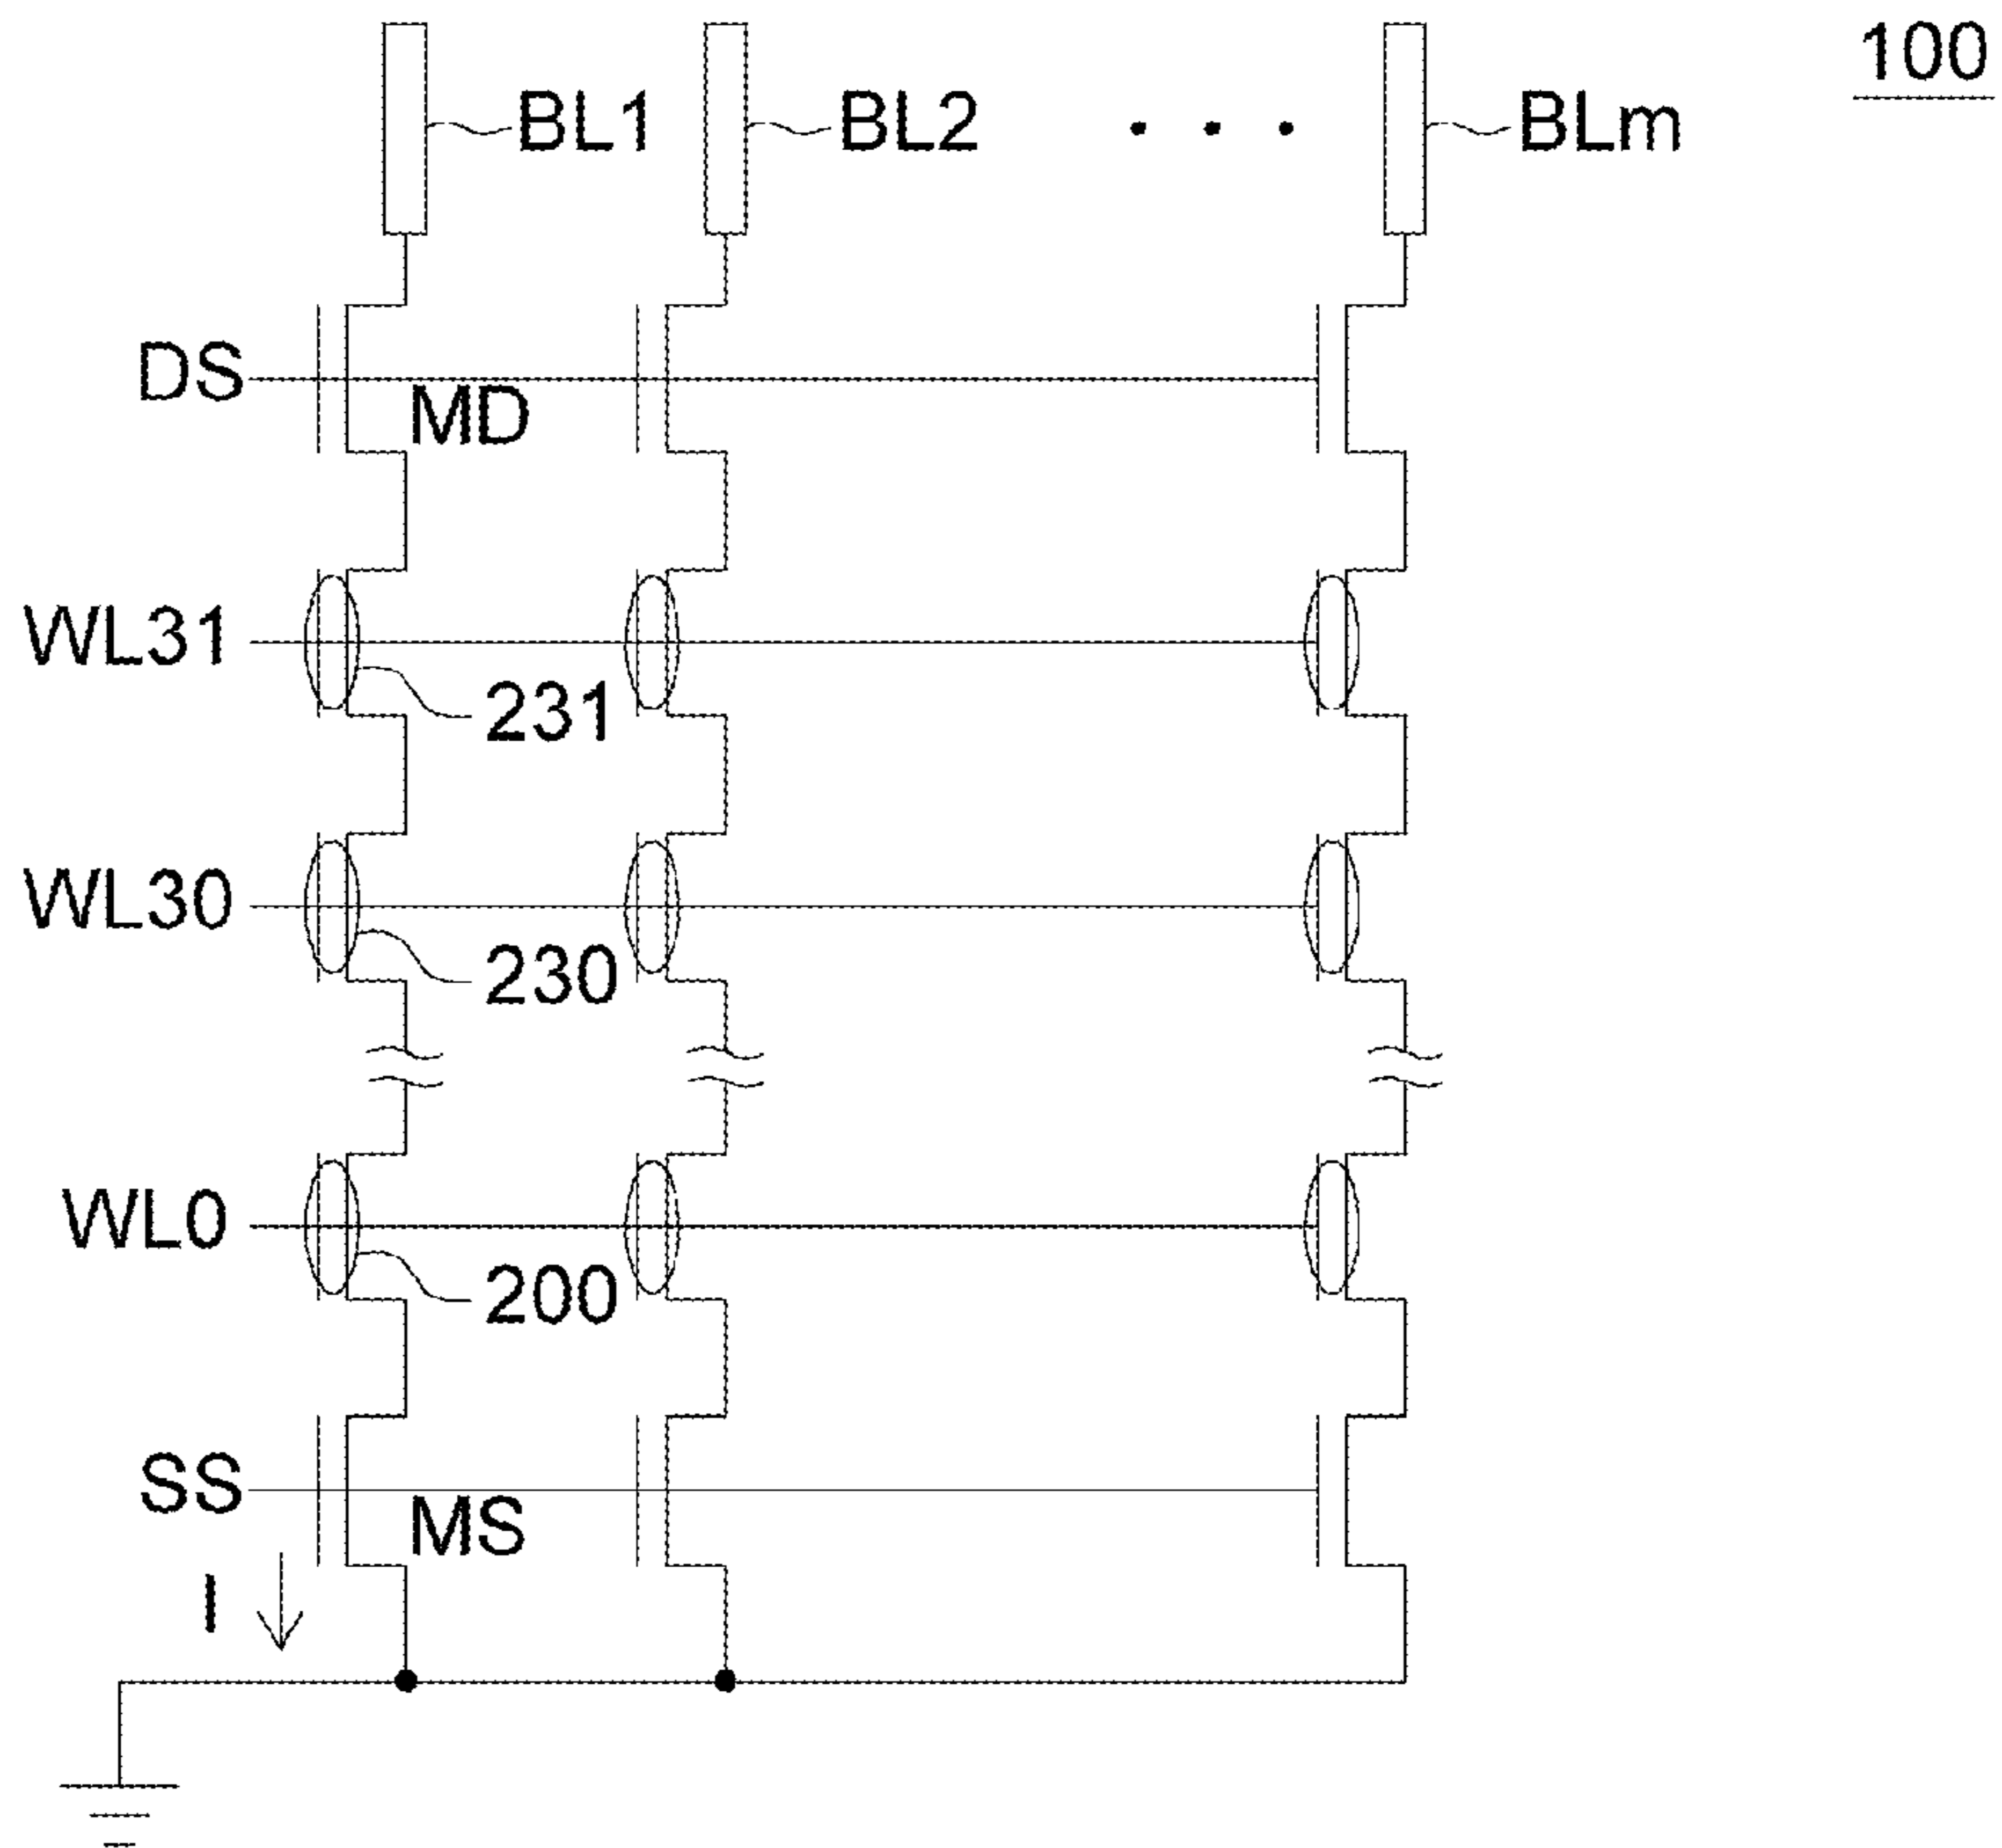 100
BL1 BL2 . . . BLm
DS
MD
WL31
231
WL30
230
WL0
200
SS
MS
I